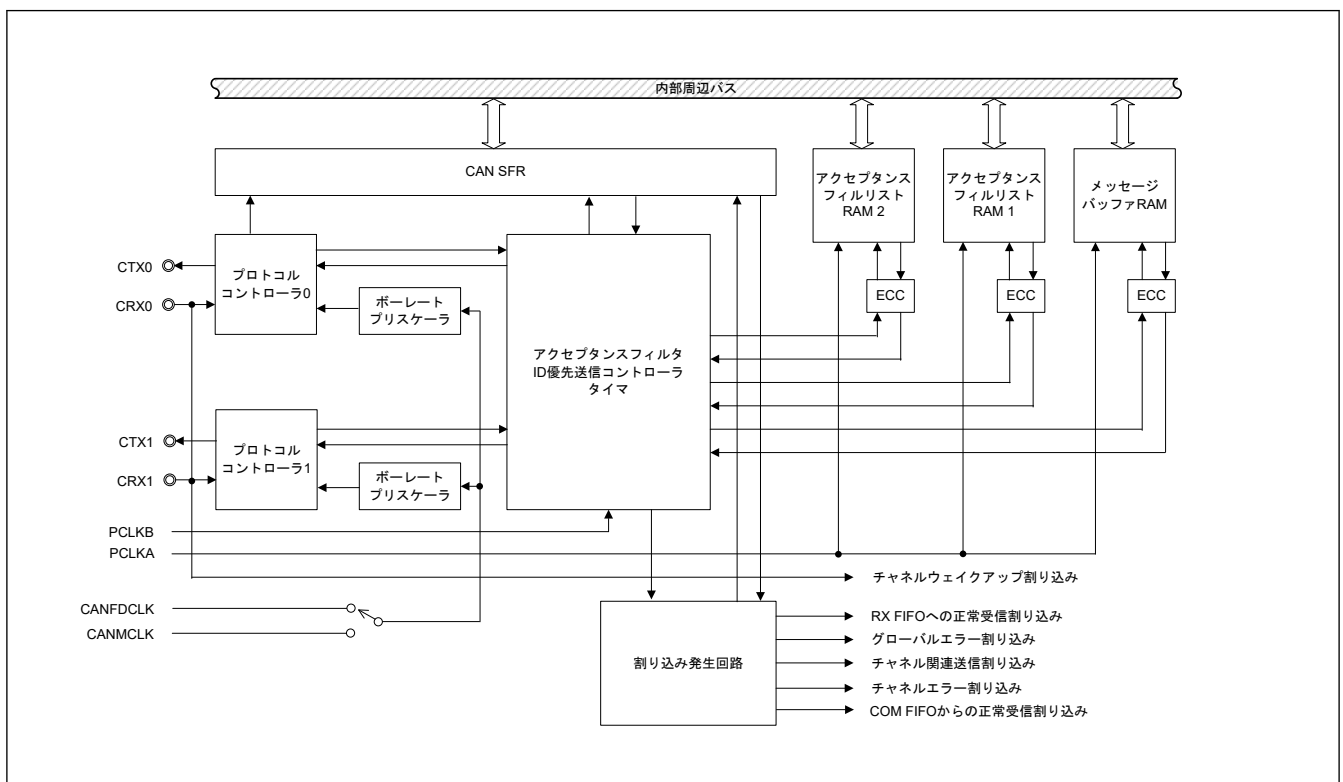 内部周辺バス
CAN SFR
アクセプタンス
フィルリスト
RAM 2
アクセプタンス
フィルリスト
RAM 1
メッセージ
バッファRAM
CTX0
CRX0
プロトコル
コントローラ0
ボーレート
プリスケーラ
ECC
ECC
ECC
アクセプタンスフィルタ
ID優先送信コントローラ
タイマ
CTX1
CRX1
プロトコル
コントローラ1
ボーレート
プリスケーラ
PCLKB
PCLKA
チャネルウェイクアップ割り込み
CANFDCLK
CANMCLK
割り込み発生回路
RX FIFOへの正常受信割り込み
グローバルエラー割り込み
チャネル関連送信割り込み
チャネルエラー割り込み
COM FIFOからの正常受信割り込み